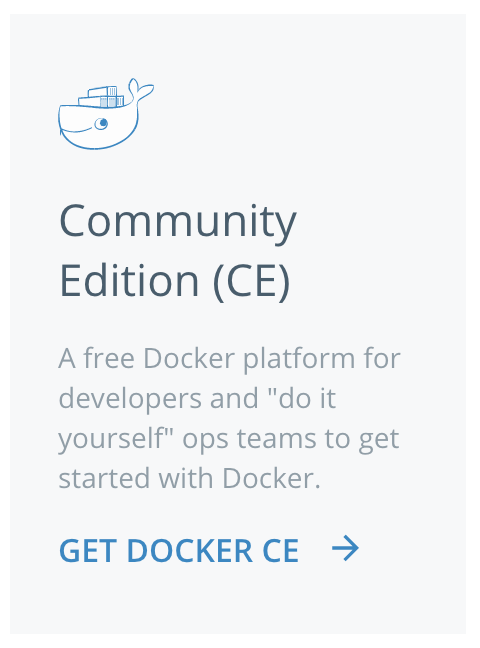 Community
Edition (CE)
A free Docker platform for
developers and "do it
yourself" ops teams to get
started with Docker.
GET DOCKER CE →